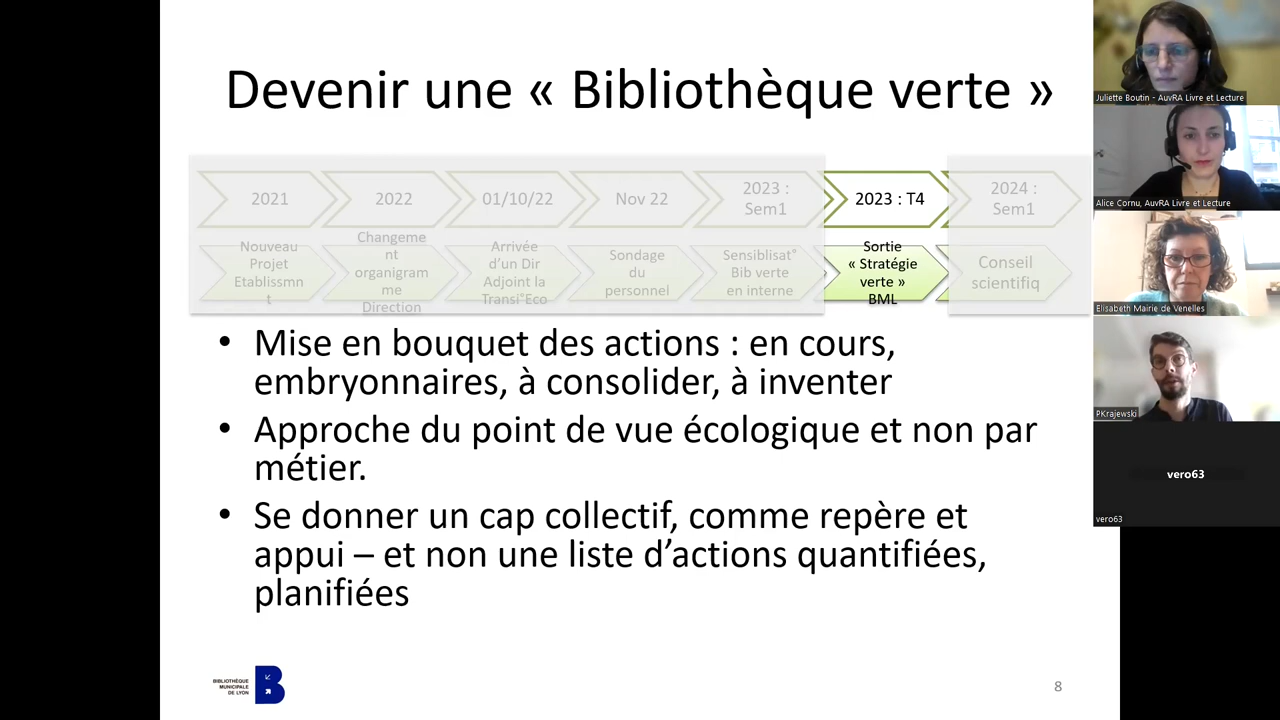 Devenir une « Bibliothèque verte »
2021
2022
01/10/22
Nov 22
2023 :
Sem1
2023 : T4
2024 :
Sem1
Nouveau
Projet
Etablissmn
t
Changeme
nt
organigram
me
Direction
Arrivée
d'un Dir
Adjoint la
Transi°Eco
Sondage
du
personnel
Sensiblisat°
Bib verte
en interne
Sortie
« Stratégie
verte »
BML
Conseil
scientifiq
• Mise en bouquet des actions : en cours,
embryonnaires, à consolider, à inventer
• Approche du point de vue écologique et non par
métier.
• Se donner un cap collectif, comme repère et
appui – et non une liste d'actions quantifiées,
planifiées
BIBLIOTHÈQUE
MUNICIPALE
DE LYON
B
8
Juliette Boutin - AuvRA Livre et Lecture
Alice Cornu, AuvRA Livre et Lecture
Elisabeth Mairie de Venelles
PKrajewski
vero63
vero63